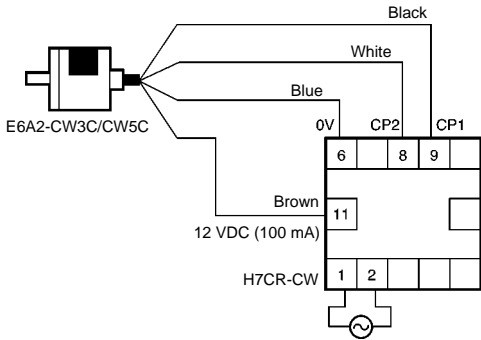 Black
White
Blue
E6A2-CW3C/CW5C
0V CP2 CP1
6 8 9
Brown
11
12 VDC (100 mA)
H7CR-CW
1 2